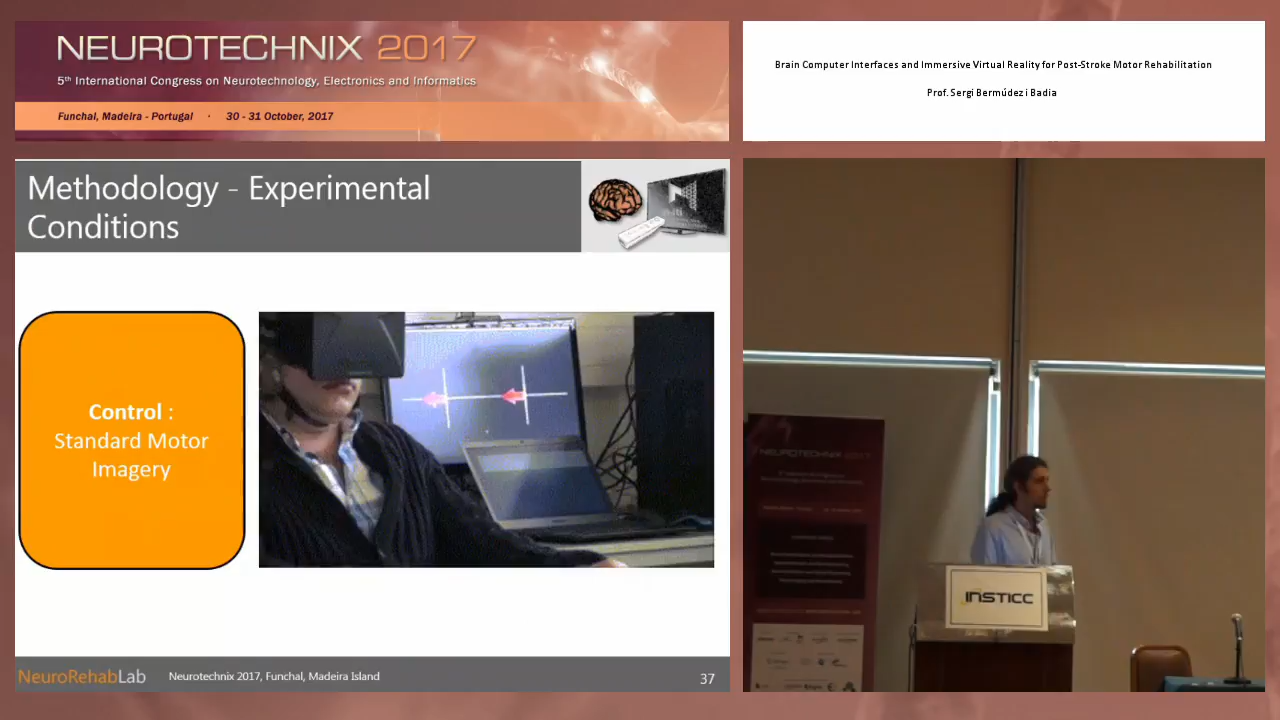 NEUROTECHNIX 2017
5th International Congress on Neurotechnology, Electronics and Informatics
Funchal, Madeira - Portugal · 30 - 31 October, 2017
Brain Computer Interfaces and Immersive Virtual Reality for Post-Stroke Motor Rehabilitation
Prof. Sergi Bermúdez i Badia
Methodology - Experimental
Conditions
Control :
Standard Motor
Imagery
NeuroRehabLab
Neurotechnix 2017, Funchal, Madeira Island
37
NEUROTECHNIX 2017
INSTICC